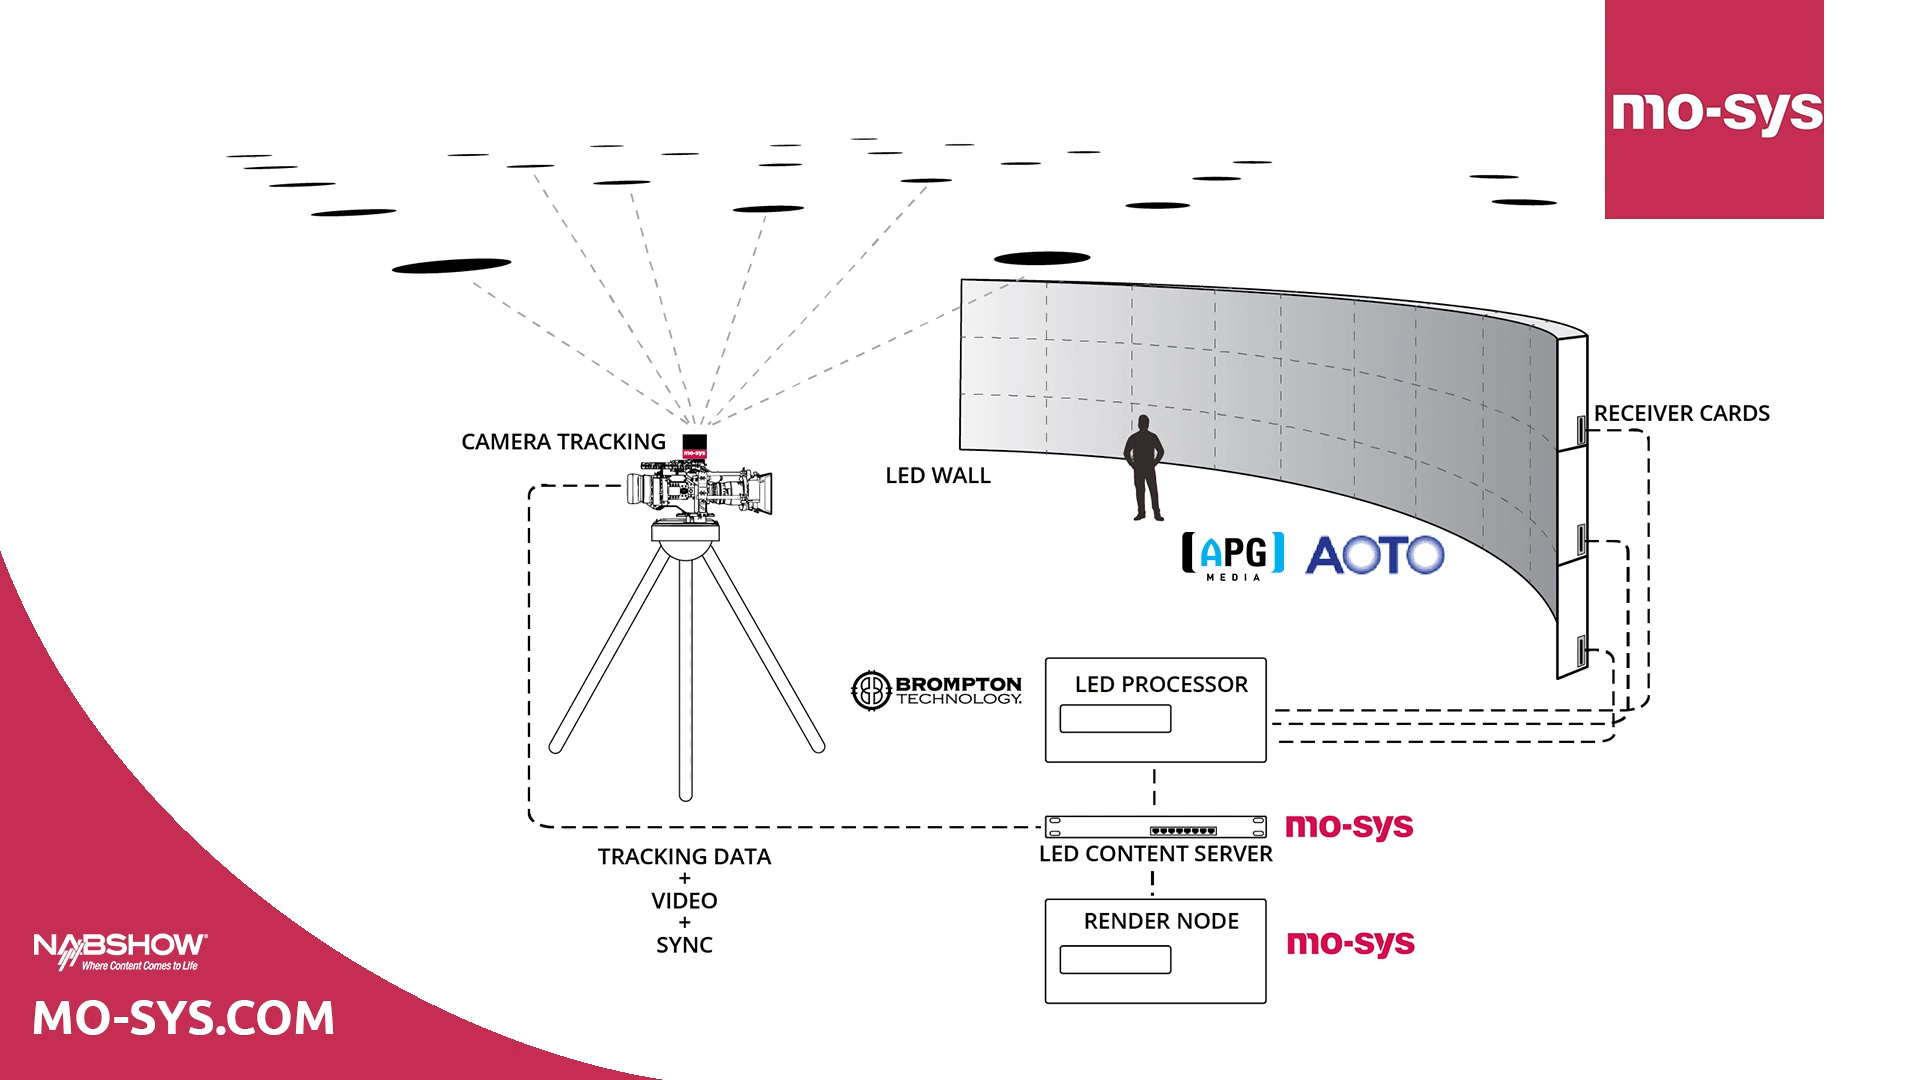 mo-sys
CAMERA TRACKING
mo-sys
RECEIVER CARDS
LED WALL
[APG]
MEDIA
AOTO
BROMPTON
TECHNOLOGY.
LED PROCESSOR
mo-sys
LED CONTENT SERVER
TRACKING DATA
+
VIDEO
+
SYNC
RENDER NODE
mo-sys
NABSHOW®
Where Content Comes to Life
MO-SYS.COM